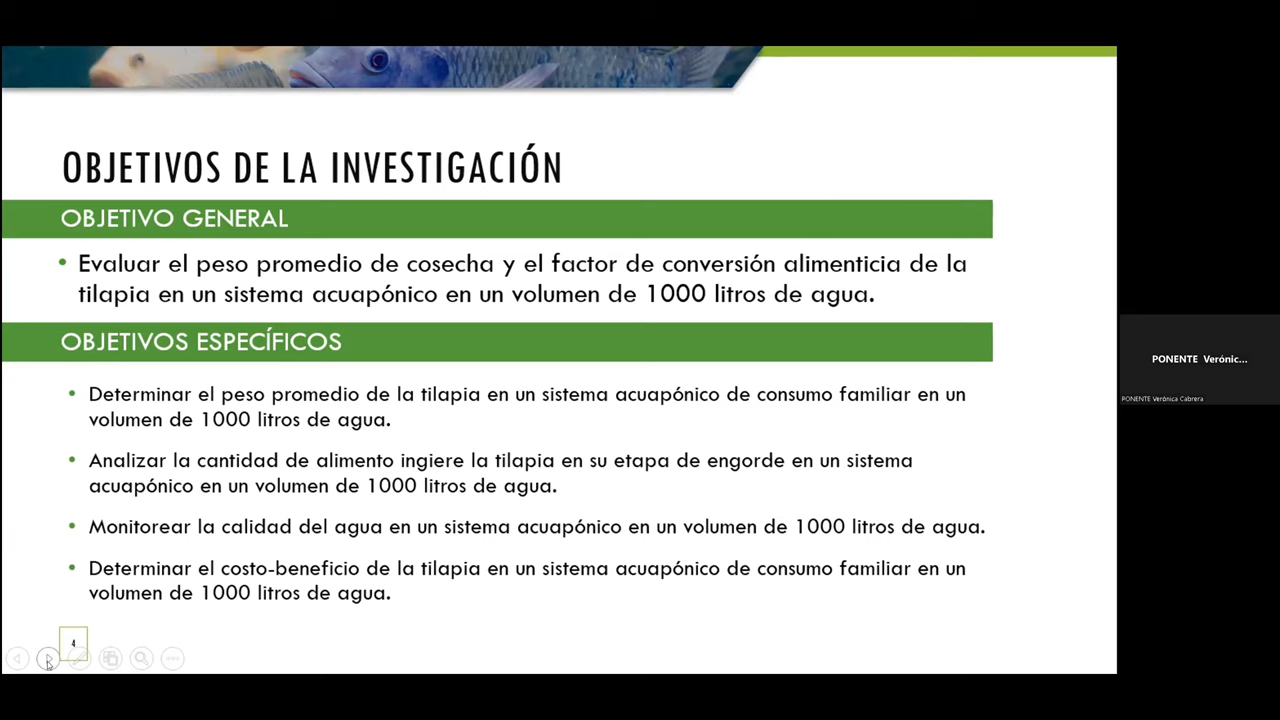 OBJETIVOS DE LA INVESTIGACIÓN
OBJETIVO GENERAL
• Evaluar el peso promedio de cosecha y el factor de conversión alimenticia de la
tilapia en un sistema acuapónico en un volumen de 1000 litros de agua.
OBJETIVOS ESPECÍFICOS
• Determinar el peso promedio de la tilapia en un sistema acuapónico de consumo familiar en un
volumen de 1000 litros de agua.
• Analizar la cantidad de alimento ingiere la tilapia en su etapa de engorde en un sistema
acuapónico en un volumen de 1000 litros de agua.
• Monitorear la calidad del agua en un sistema acuapónico en un volumen de 1000 litros de agua.
• Determinar el costo-beneficio de la tilapia en un sistema acuapónico de consumo familiar en un
volumen de 1000 litros de agua.
4
PONENTE Verónic...
PONENTE Verónica Cabrera